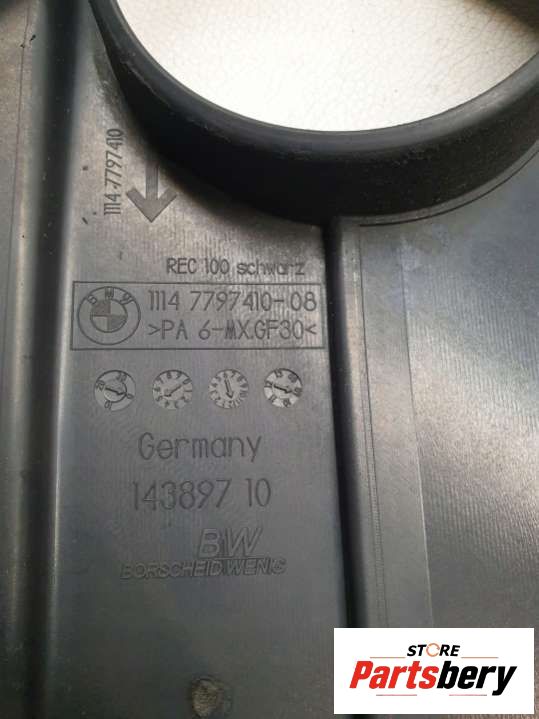 1114-7797410
REC 100 schwarz
BMW
1114 7797410-08
>PA 6-MX.GF30<
Germany
143897 10
BW
BORSCHEID WENIG
STORE
Partsbery